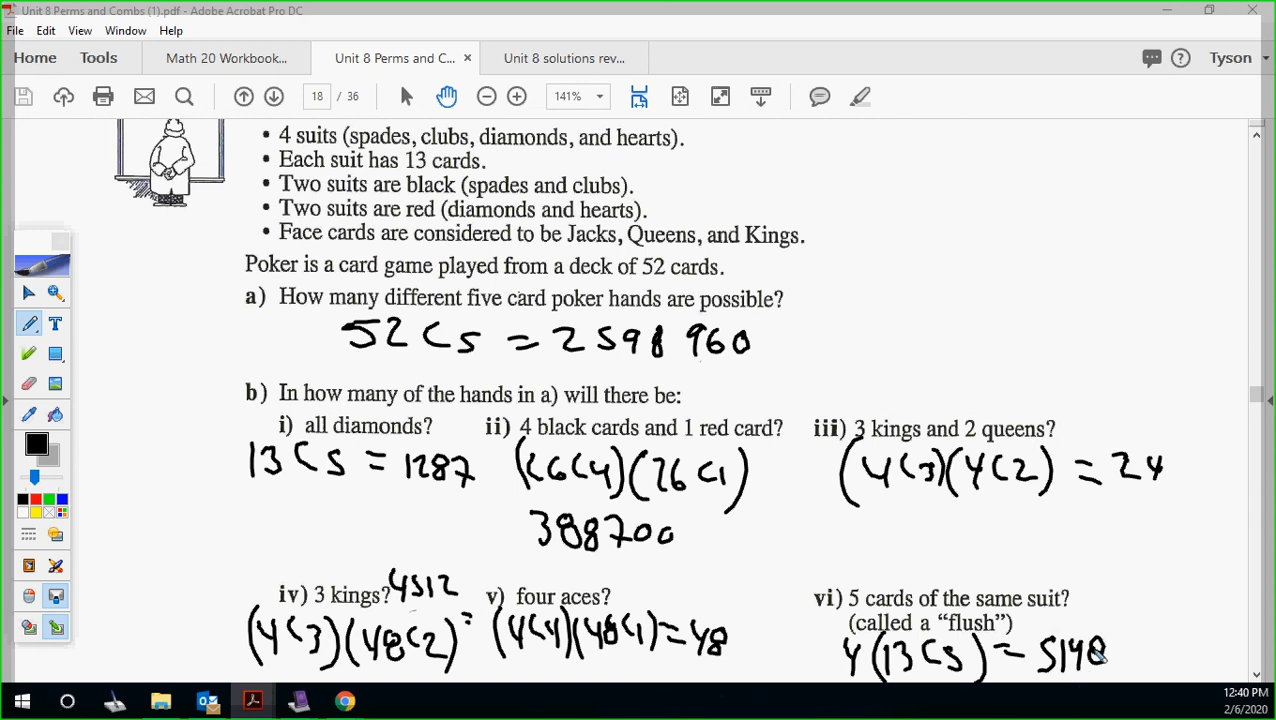 Unit 8 Perms and Combs (1).pdf - Adobe Acrobat Pro DC
File Edit View Window Help
Home Tools Math 20 Workbook... Unit 8 Perms and C... × Unit 8 solutions rev... Tyson
18 / 36 141%
• 4 suits (spades, clubs, diamonds, and hearts).
• Each suit has 13 cards.
• Two suits are black (spades and clubs).
• Two suits are red (diamonds and hearts).
• Face cards are considered to be Jacks, Queens, and Kings.
Poker is a card game played from a deck of 52 cards.
a) How many different five card poker hands are possible?
52C5 = 2598960
b) In how many of the hands in a) will there be:
i) all diamonds? ii) 4 black cards and 1 red card? iii) 3 kings and 2 queens?
13C5 = 1287 (26C4)(26C1) (4C3)(4C2) = 24
388700
iv) 3 kings? 4512 v) four aces? vi) 5 cards of the same suit?
(called a “flush”)
(4C3)(48C2) = (4C4)(48C1) = 48 4(13C5) = 5148
12:40 PM
2/6/2020